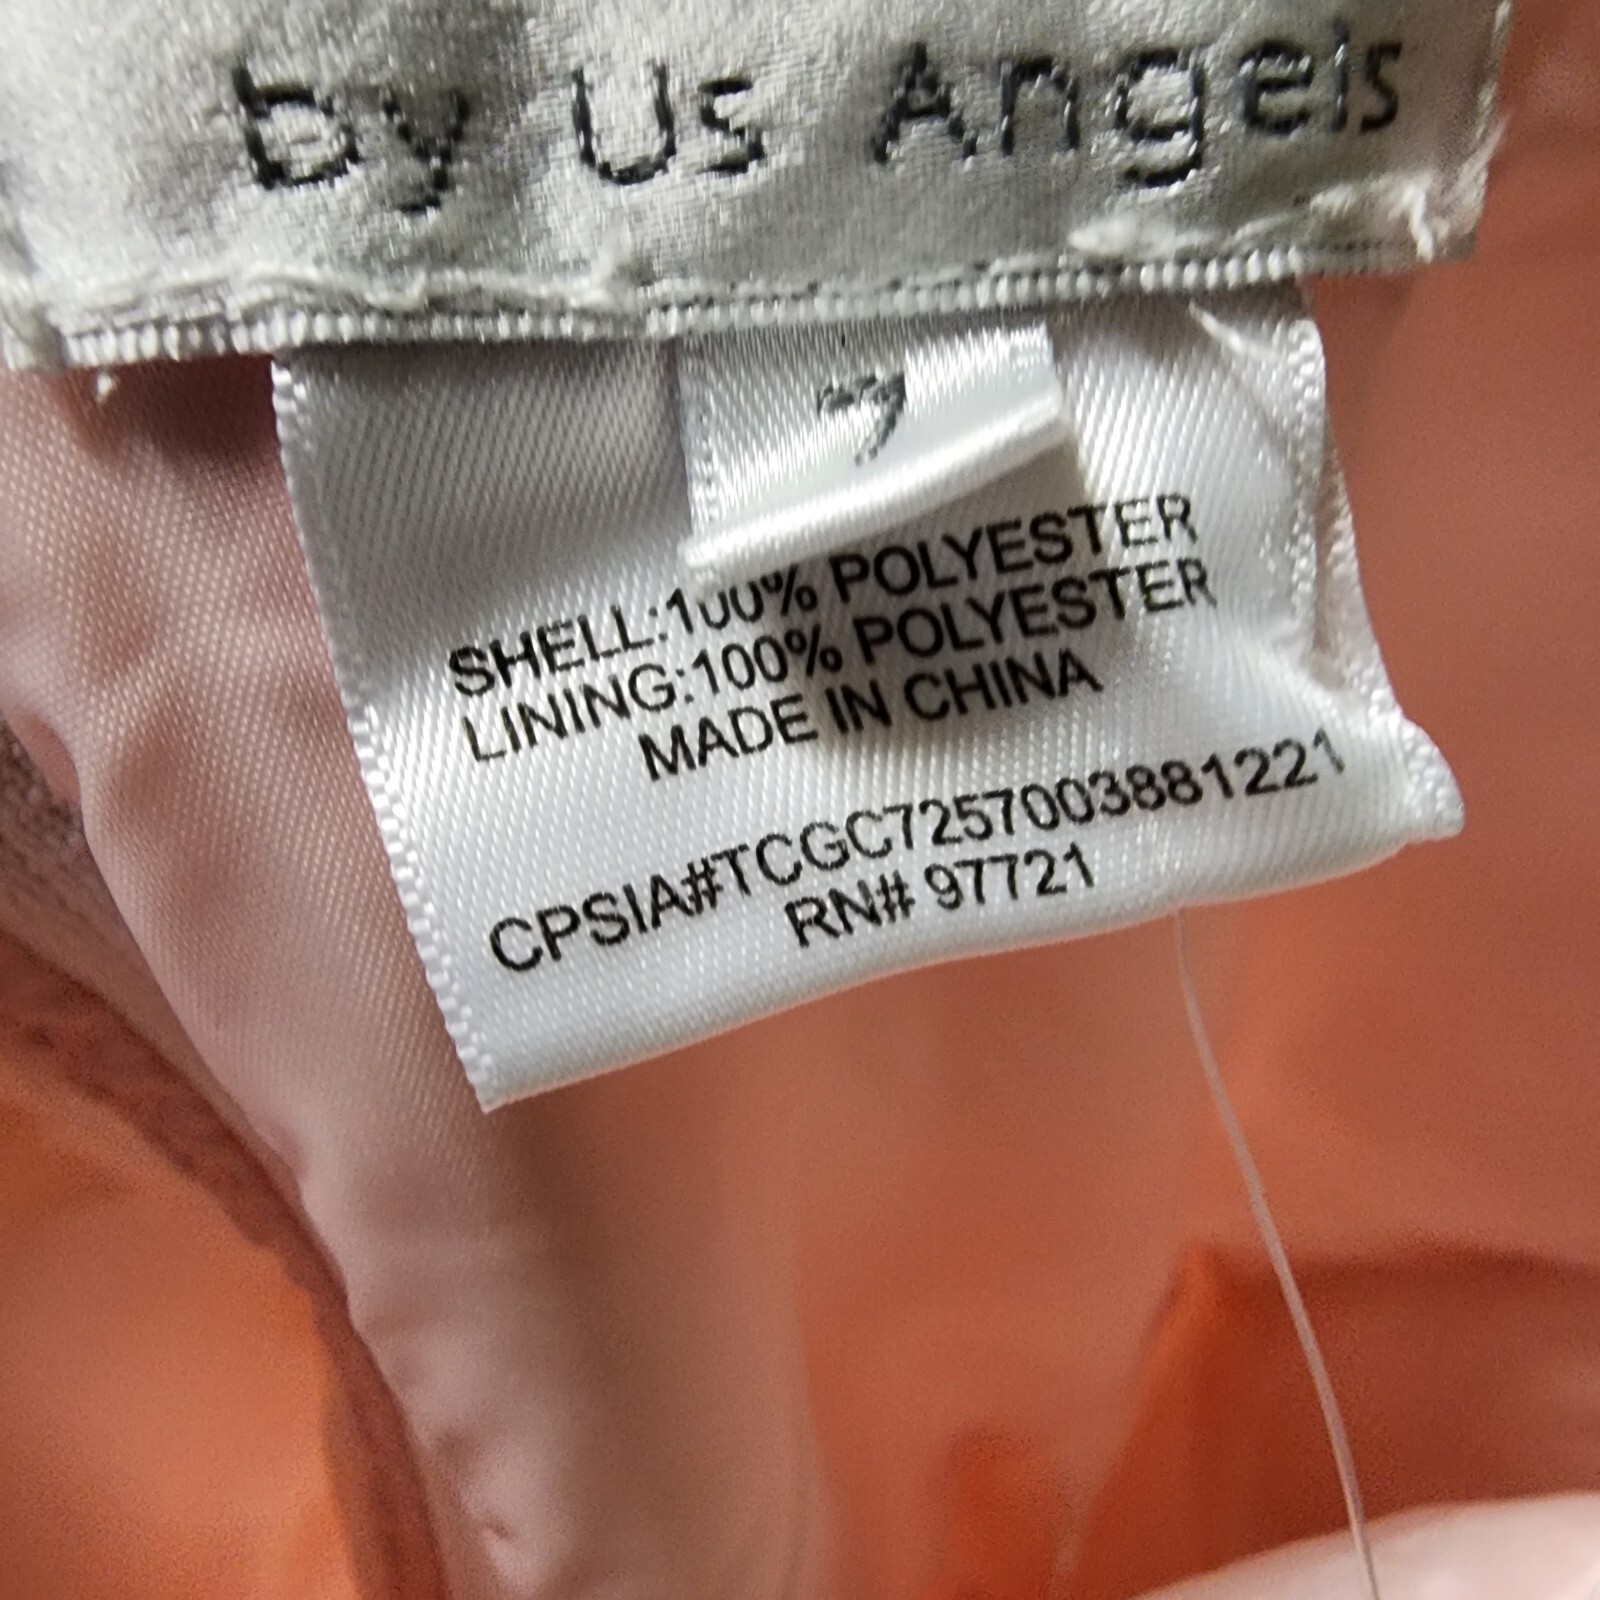 by Us Angels
7
SHELL:100% POLYESTER
LINING:100% POLYESTER
MADE IN CHINA
CPSIA#TCGC7257003881221
RN# 97721